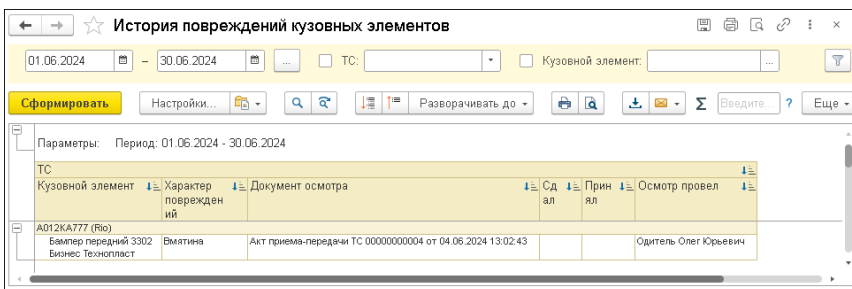 История повреждений кузовных элементов
01.06.2024 – 30.06.2024 ... ТС: Кузовной элемент: ...
Сформировать Настройки... Разворачивать до Σ Введите... ? Еще
Параметры: Период: 01.06.2024 - 30.06.2024
ТС
Кузовной элемент Характер Документ осмотра Сд Прин Осмотр провел
поврежден ал ял
ий
А012КА777 (Rio)
Бампер передний 3302 Вмятина Акт приема-передачи ТС 00000000004 от 04.06.2024 13:02:43 Одитель Олег Юрьевич
Бизнес Технопласт